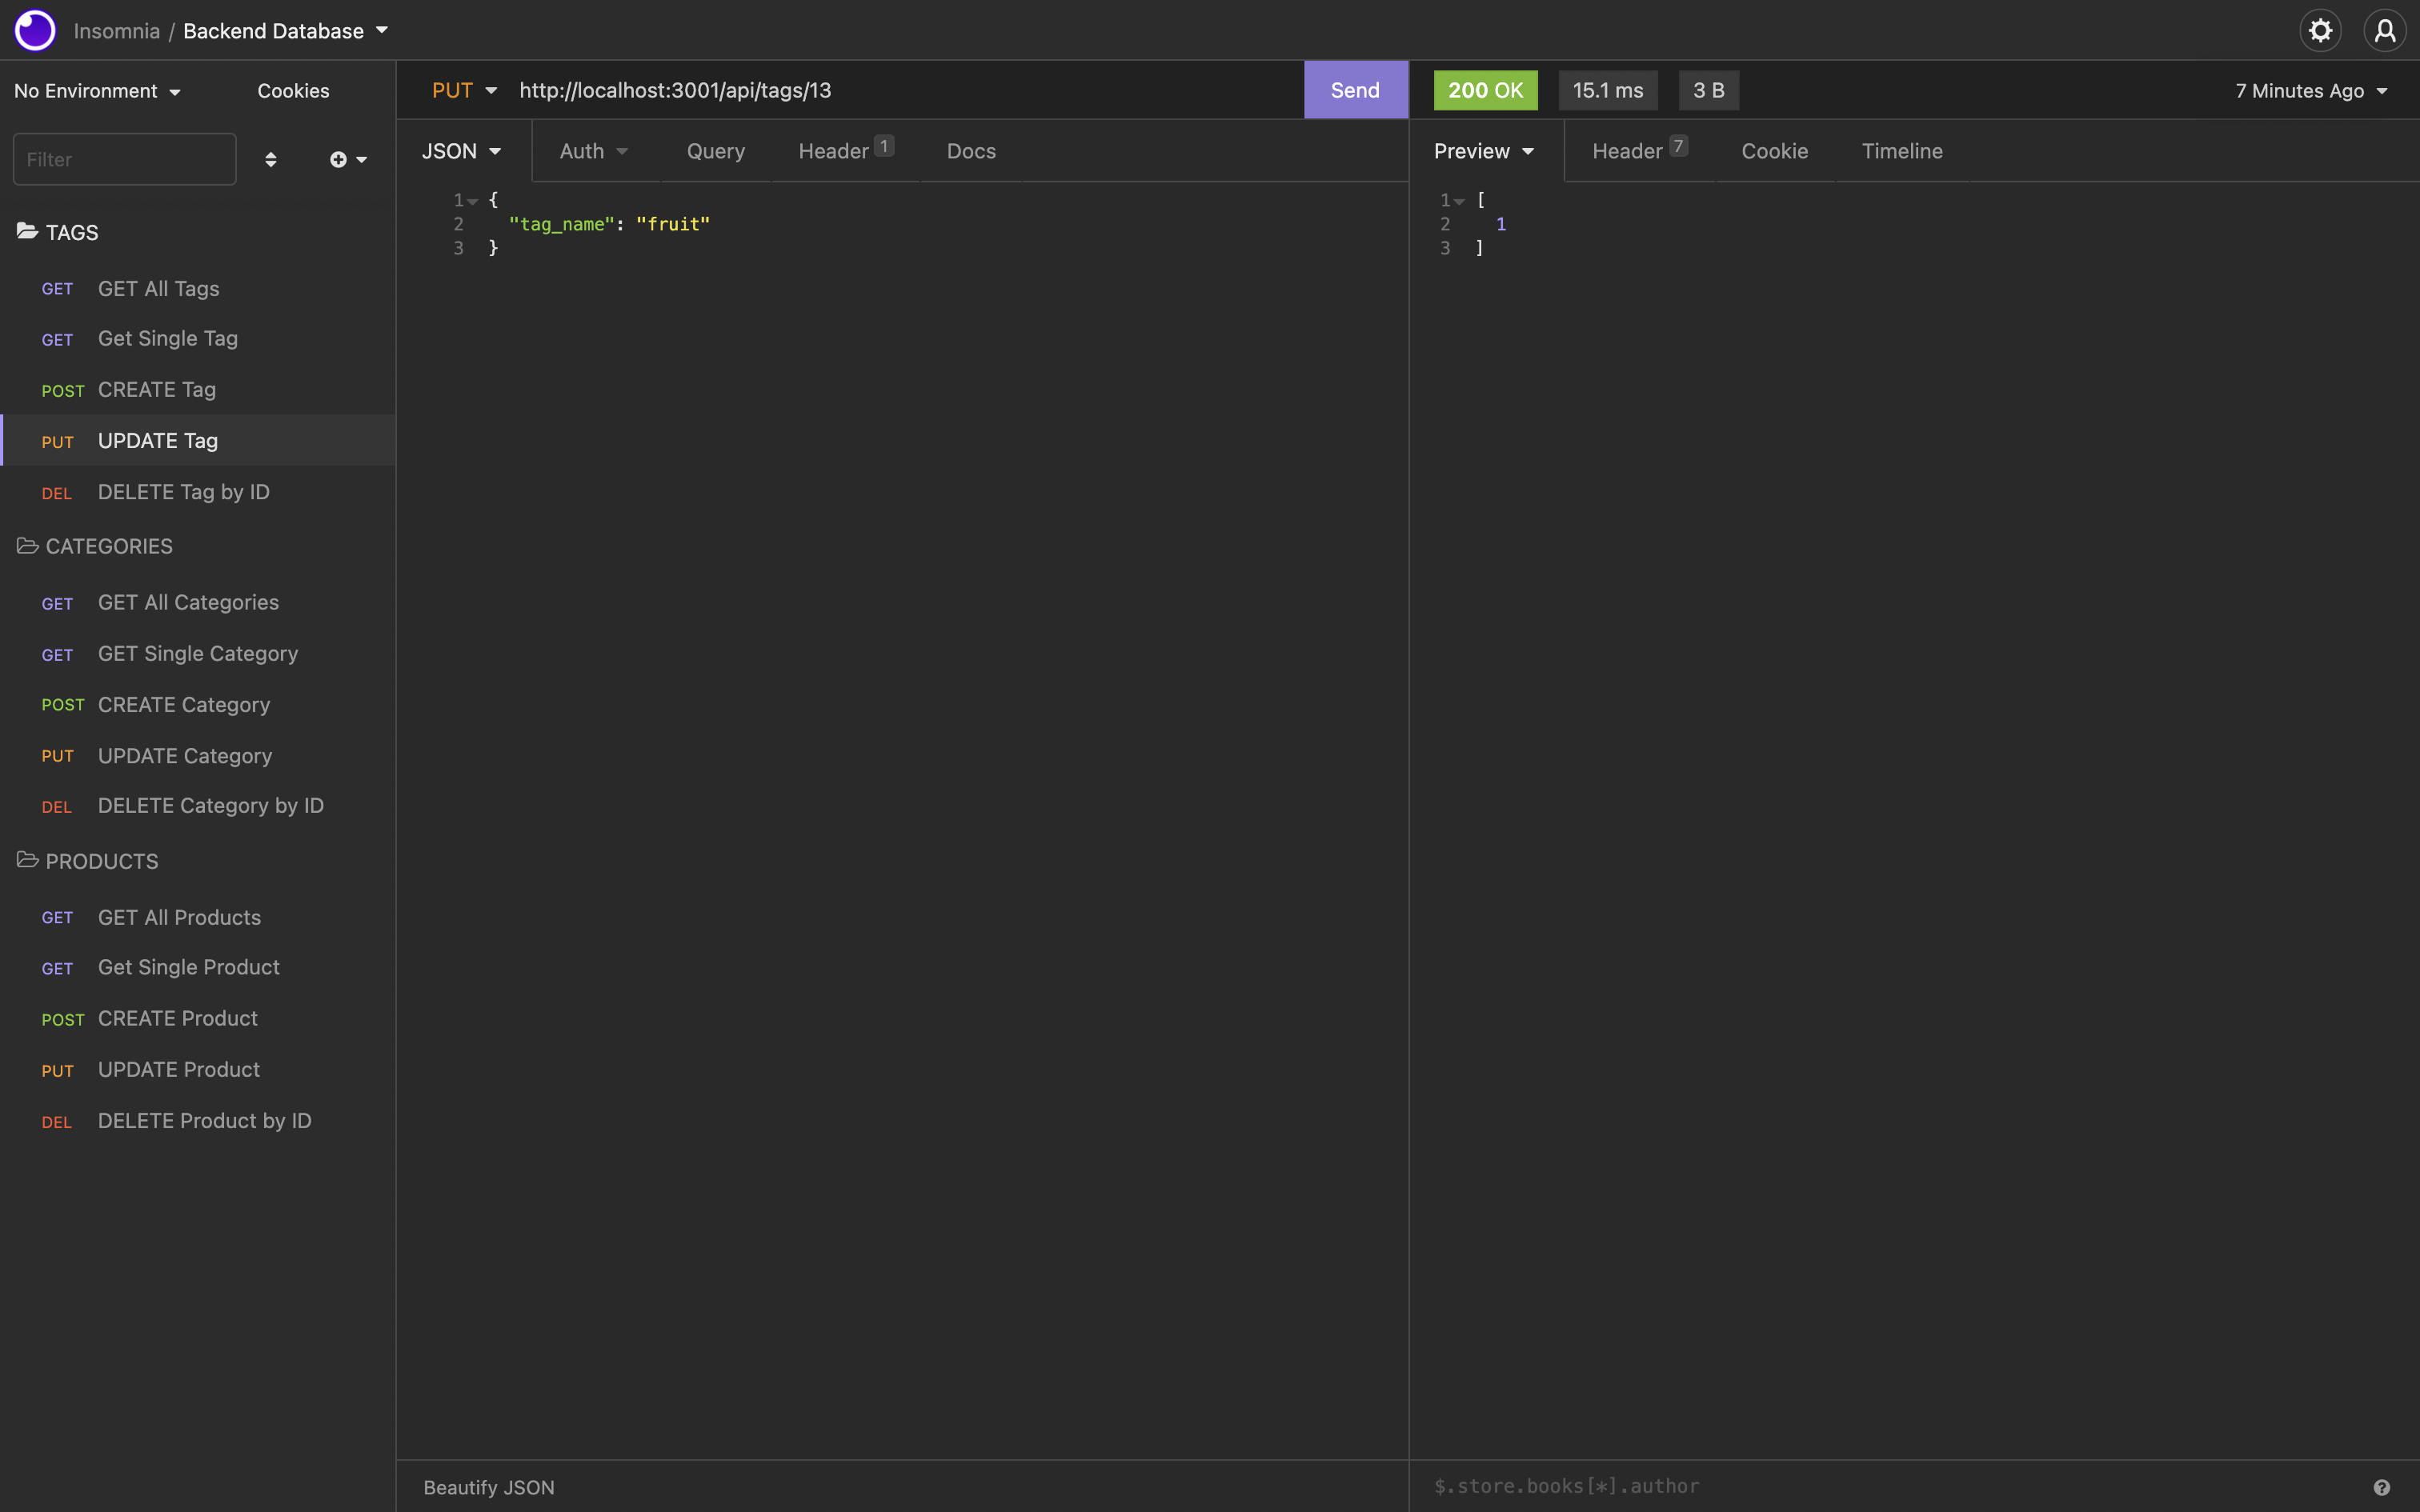 Insomnia / Backend Database
No Environment Cookies
Filter
TAGS
GET GET All Tags
GET Get Single Tag
POST CREATE Tag
PUT UPDATE Tag
DEL DELETE Tag by ID
CATEGORIES
GET GET All Categories
GET GET Single Category
POST CREATE Category
PUT UPDATE Category
DEL DELETE Category by ID
PRODUCTS
GET GET All Products
GET Get Single Product
POST CREATE Product
PUT UPDATE Product
DEL DELETE Product by ID
PUT http://localhost:3001/api/tags/13 Send
JSON Auth Query Header 1 Docs
1 {
2 "tag_name": "fruit"
3 }
Beautify JSON
200 OK 15.1 ms 3 B 7 Minutes Ago
Preview Header 7 Cookie Timeline
1 [
2 1
3 ]
$.store.books[*].author ?